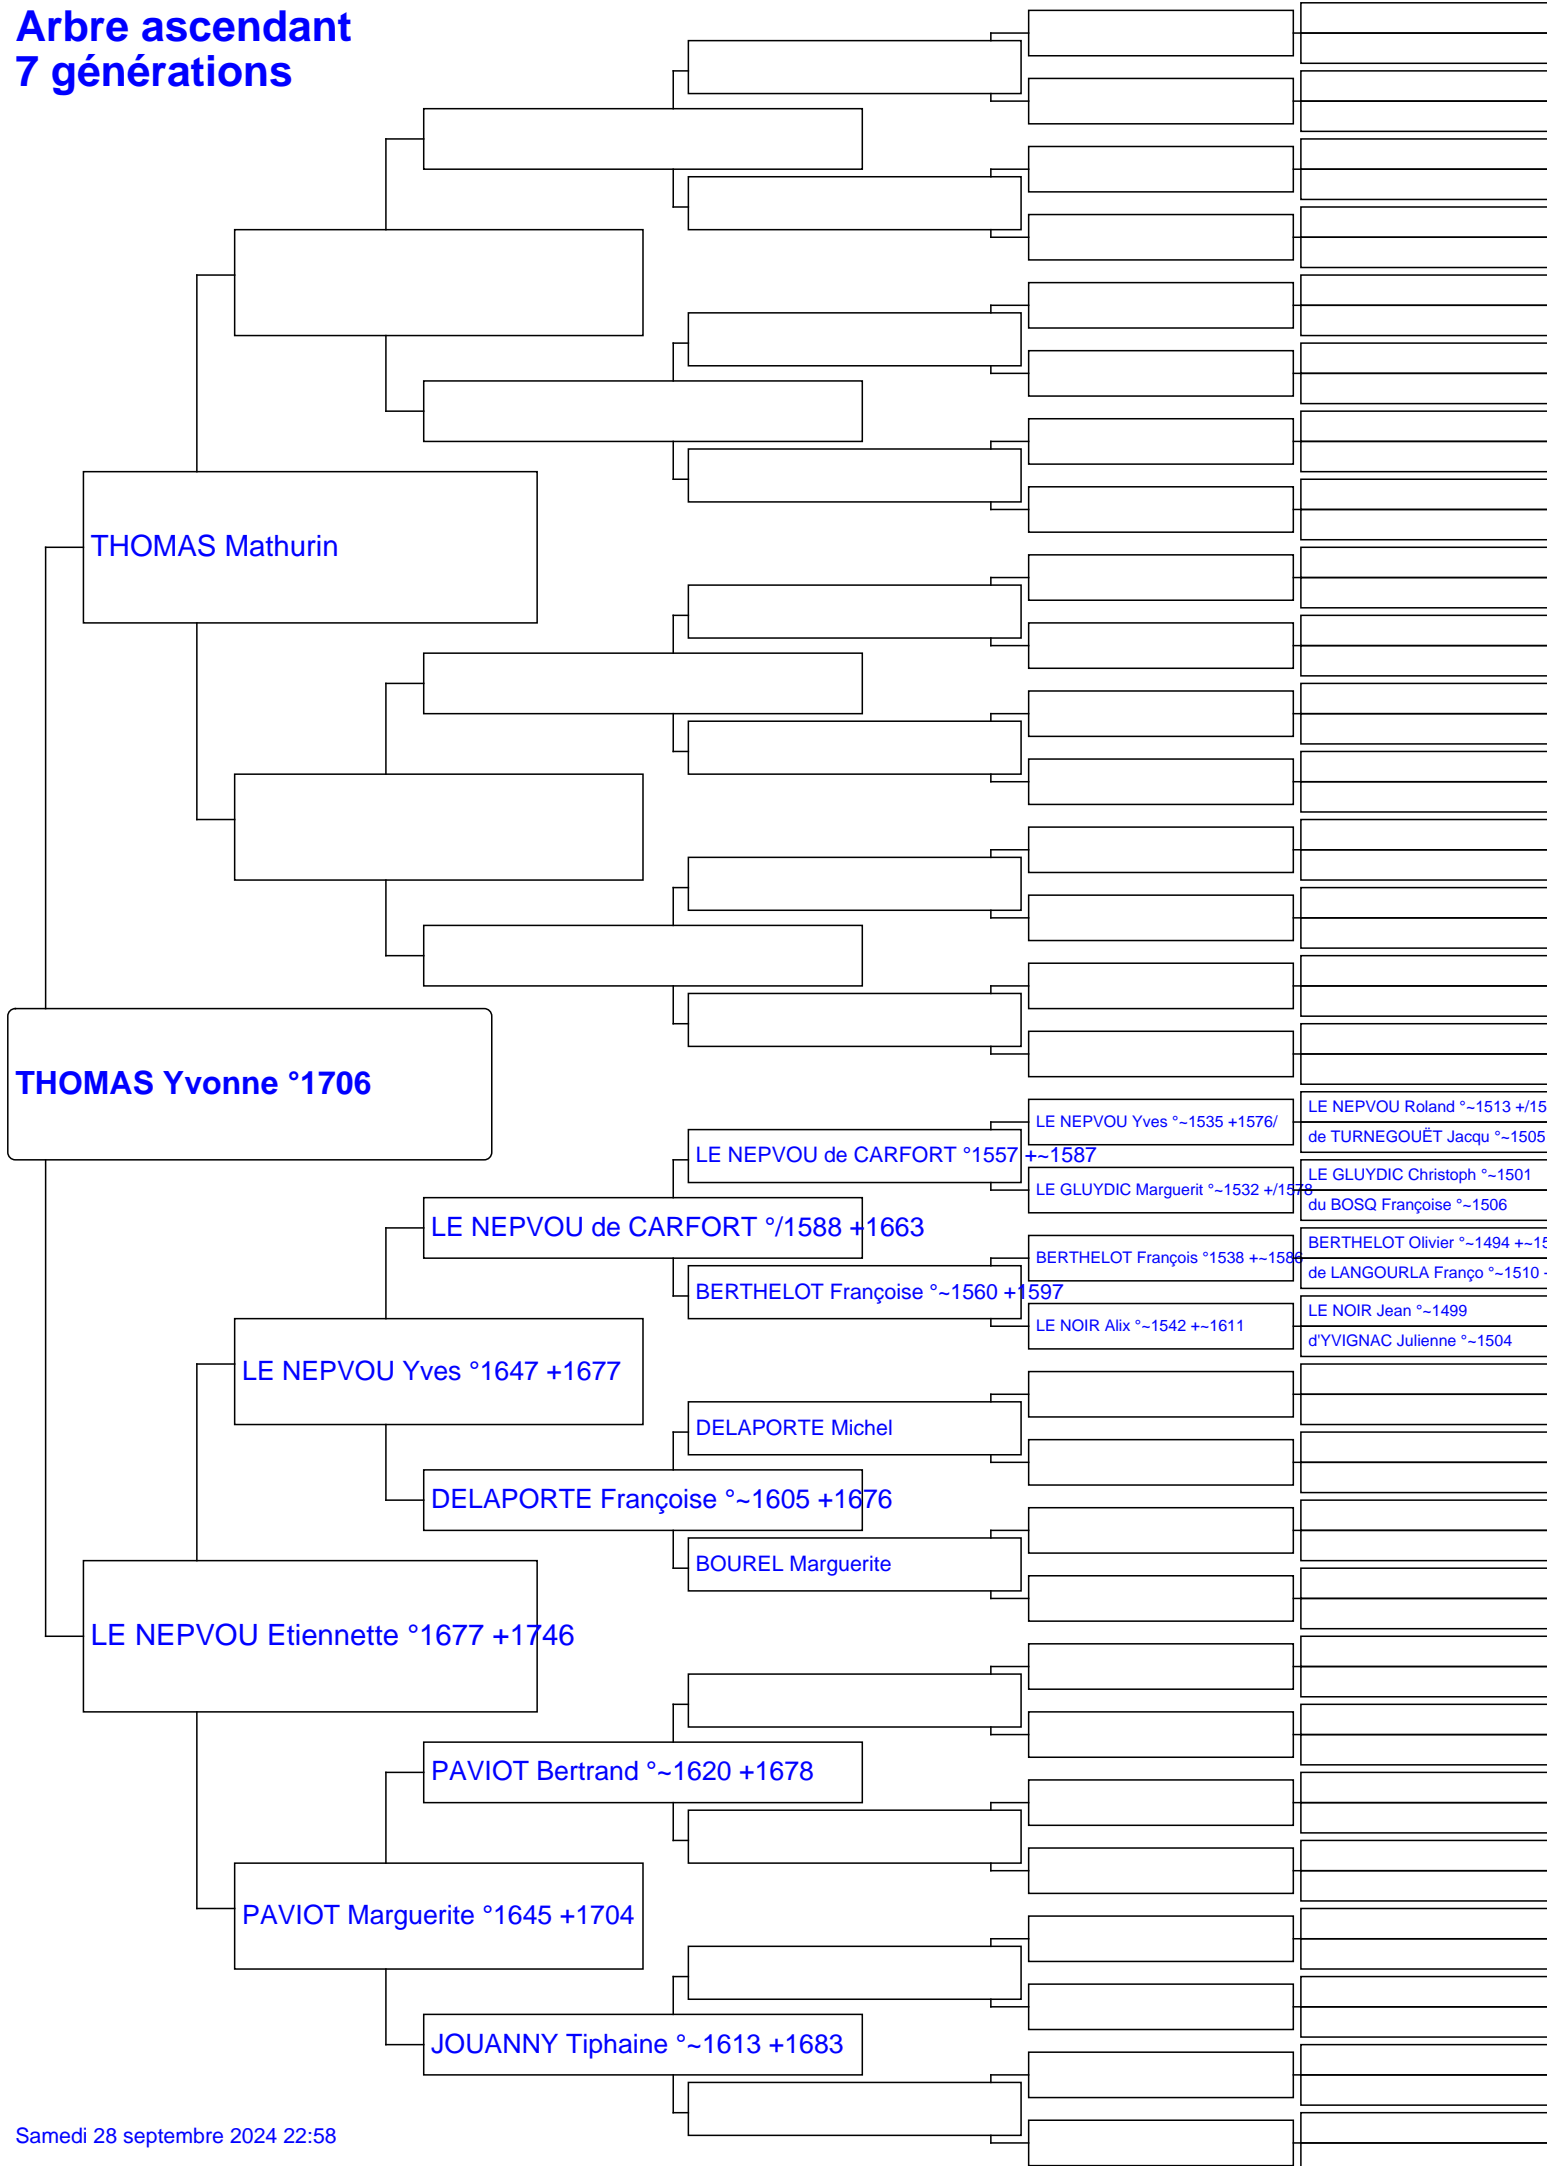 Arbre ascendant
7 générations
THOMAS Mathurin
THOMAS Yvonne °1706
LE NEPVOU Yves °~1535 +1576/
LE NEPVOU Roland °~1513 +/15
de TURNEGOUËT Jacqu °~1505
LE NEPVOU de CARFORT °1557 +~1587
LE GLUYDIC Marguerit °~1532 +/1578
LE GLUYDIC Christoph °~1501
du BOSQ Françoise °~1506
LE NEPVOU de CARFORT °/1588 +1663
BERTHELOT François °1538 +~1586
BERTHELOT Olivier °~1494 +~15
de LANGOURLA Franço °~1510 +
BERTHELOT Françoise °~1560 +1597
LE NOIR Alix °~1542 +~1611
LE NOIR Jean °~1499
d'YVIGNAC Julienne °~1504
LE NEPVOU Yves °1647 +1677
DELAPORTE Michel
DELAPORTE Françoise °~1605 +1676
BOUREL Marguerite
LE NEPVOU Etiennette °1677 +1746
PAVIOT Bertrand °~1620 +1678
PAVIOT Marguerite °1645 +1704
JOUANNY Tiphaine °~1613 +1683
Samedi 28 septembre 2024 22:58